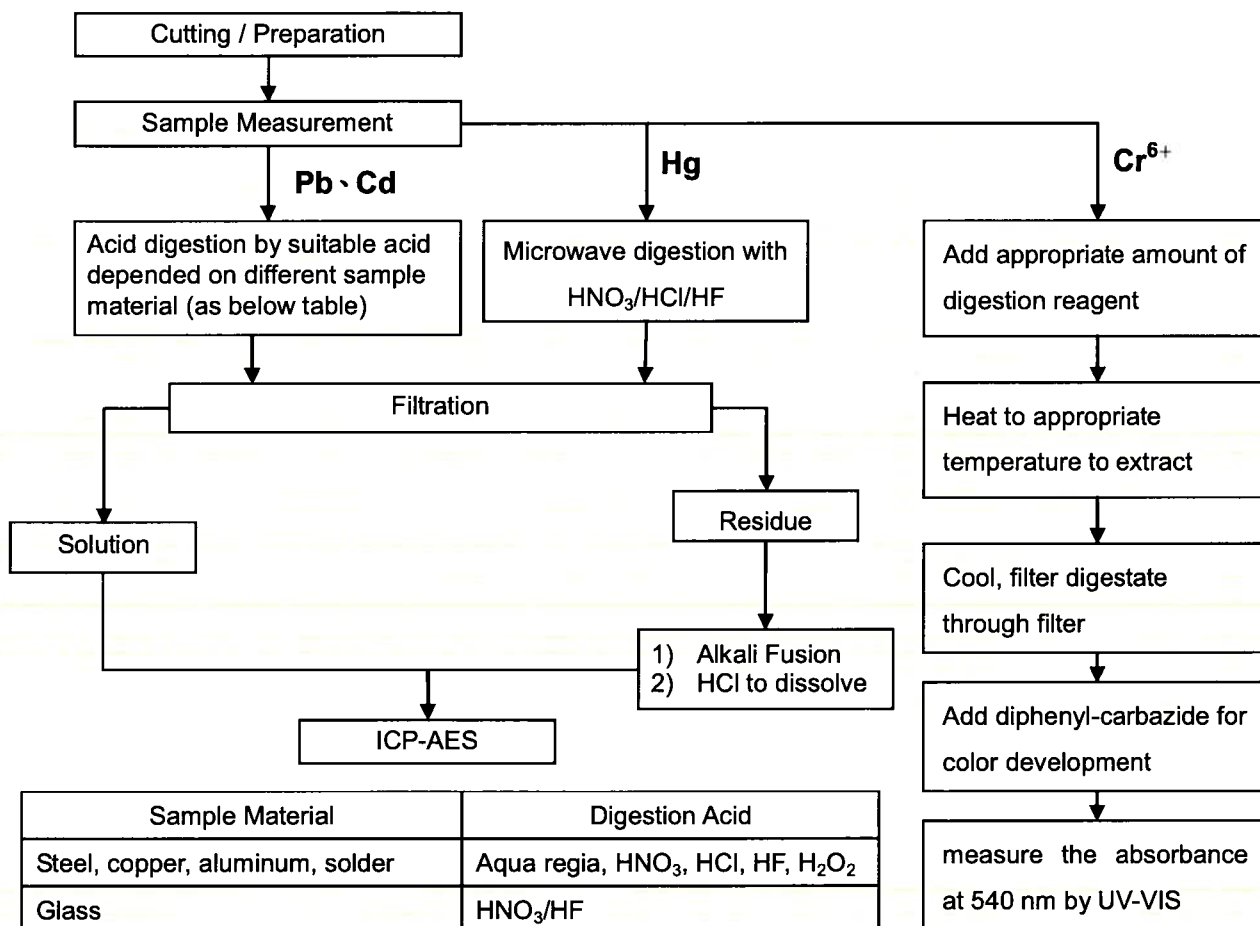 Cutting / Preparation
Sample Measurement
Pb、Cd
Hg
Cr⁶⁺
Acid digestion by suitable acid
depended on different sample
material (as below table)
Microwave digestion with
HNO₃/HCl/HF
Add appropriate amount of
digestion reagent
Filtration
Heat to appropriate
temperature to extract
Solution
Residue
Cool, filter digestate
through filter
1) Alkali Fusion
2) HCl to dissolve
ICP-AES
Add diphenyl-carbazide for
color development
measure the absorbance
at 540 nm by UV-VIS
Sample Material Digestion Acid
Steel, copper, aluminum, solder Aqua regia, HNO₃, HCl, HF, H₂O₂
Glass HNO₃/HF